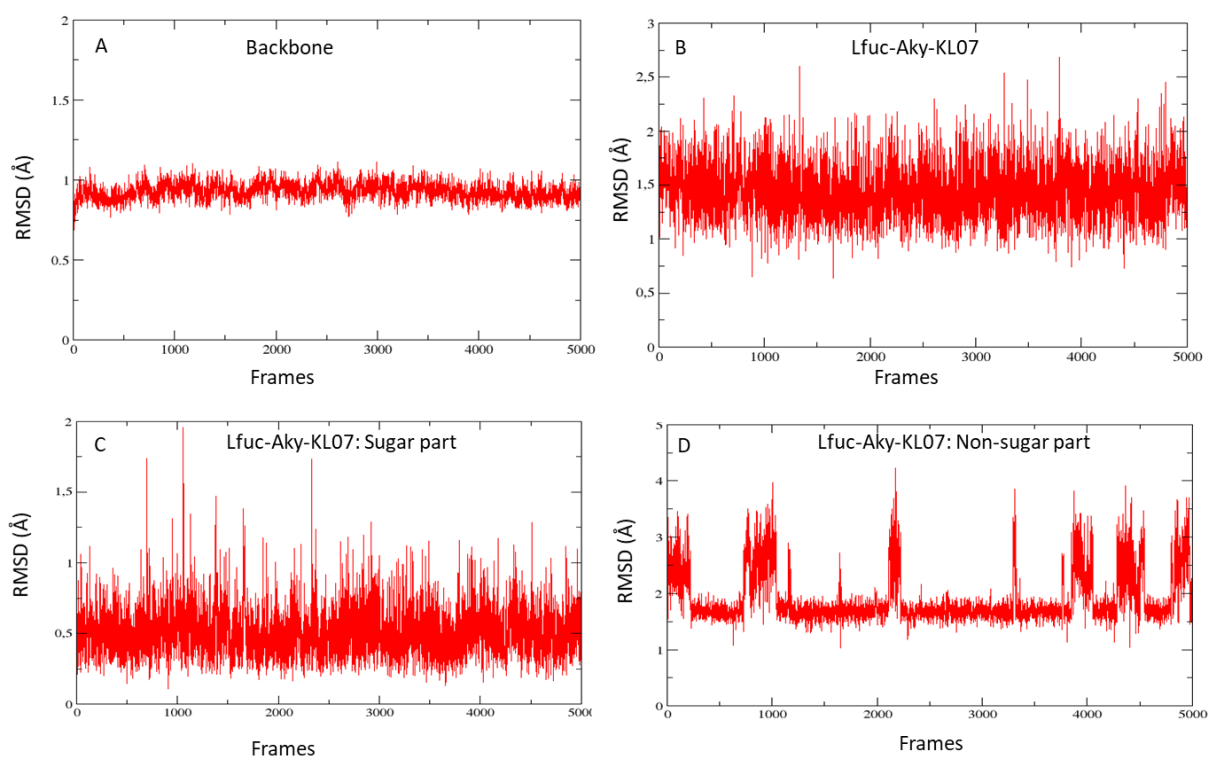 A
Backbone
RMSD (Å)
2
1.5
1
0.5
0
0 1000 2000 3000 4000 5000
Frames
B
Lfuc-Aky-KL07
RMSD (Å)
3
2,5
2
1,5
1
0,5
0
0 1000 2000 3000 4000 5000
Frames
C
Lfuc-Aky-KL07: Sugar part
RMSD (Å)
2
1.5
1
0.5
0
0 1000 2000 3000 4000 5000
Frames
D
Lfuc-Aky-KL07: Non-sugar part
RMSD (Å)
5
4
3
2
1
0
0 1000 2000 3000 4000 5000
Frames